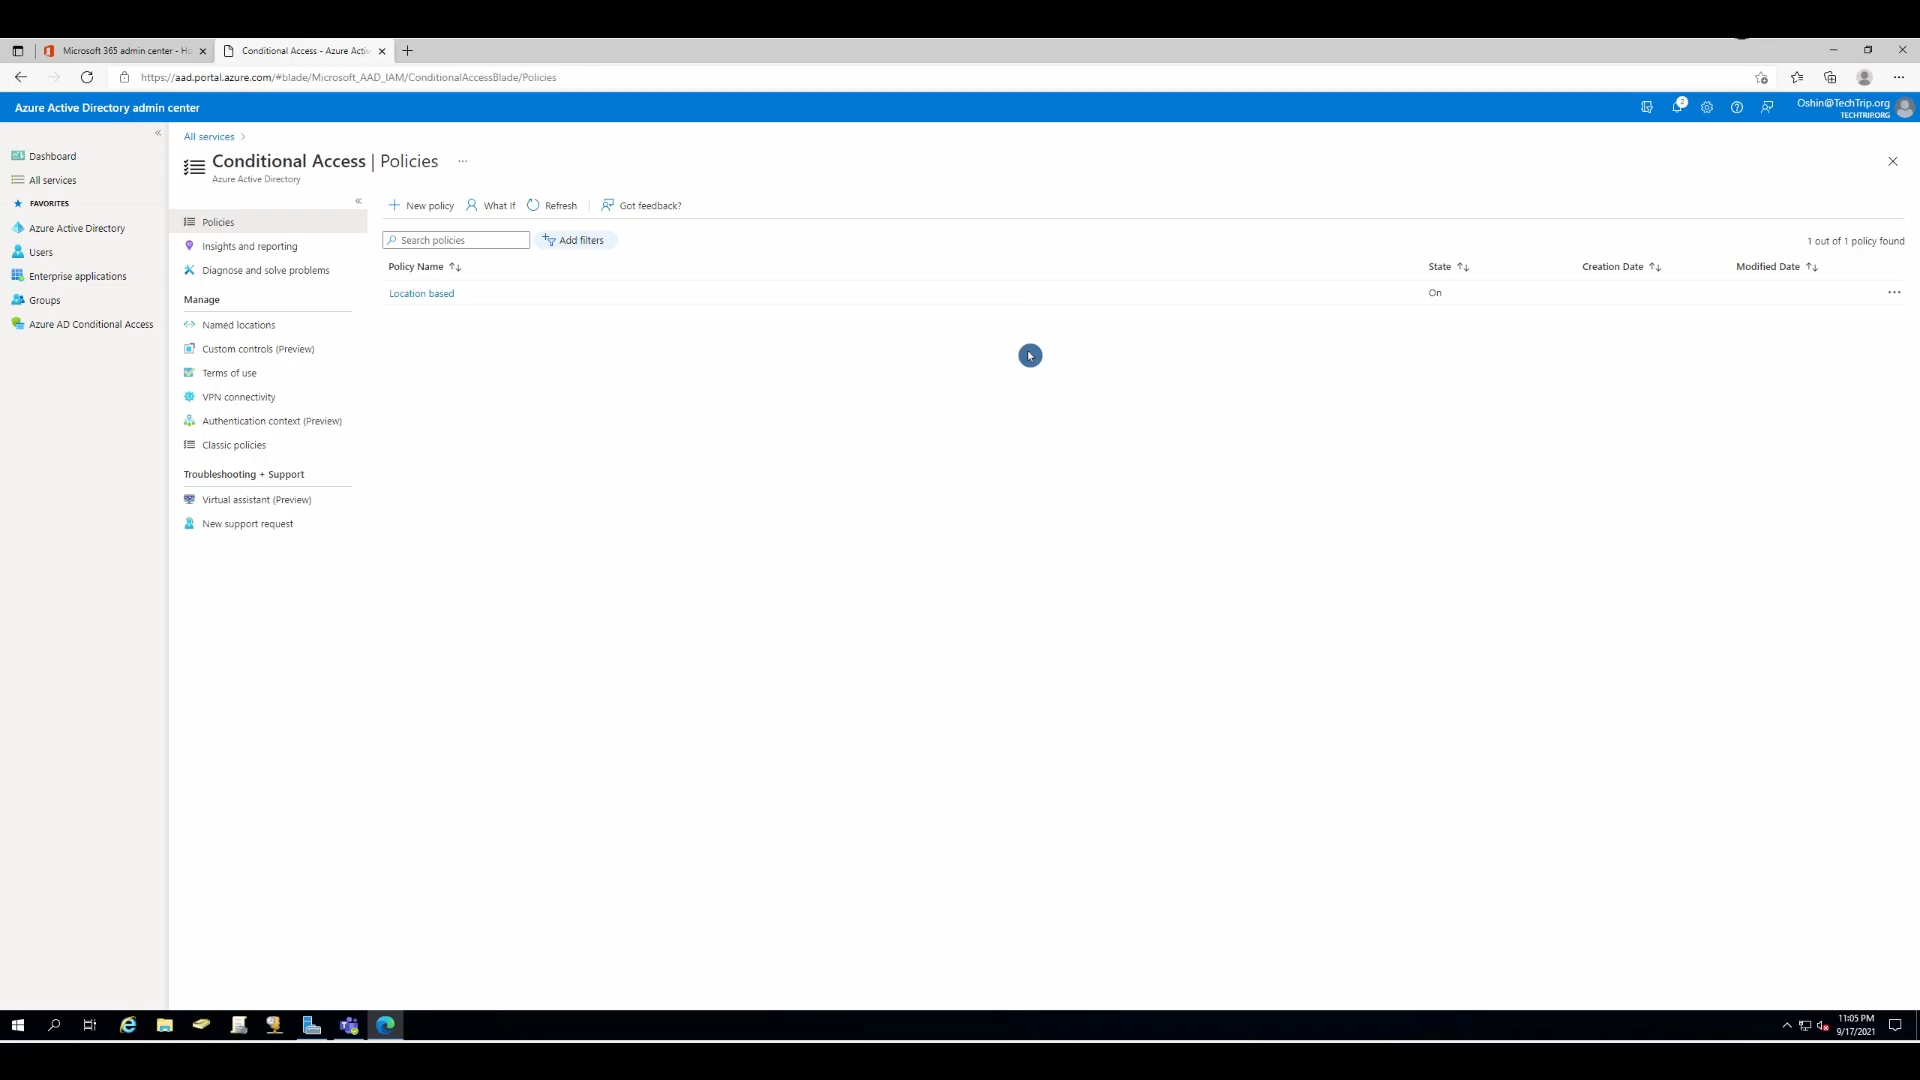 Microsoft 365 admin center - Ho
Conditional Access - Azure Activ
https://aad.portal.azure.com/#blade/Microsoft_AAD_IAM/ConditionalAccessBlade/Policies
Azure Active Directory admin center
2
Oshin@TechTrip.org
TECHTRIP.ORG
Dashboard
All services
FAVORITES
Azure Active Directory
Users
Enterprise applications
Groups
Azure AD Conditional Access
All services
Conditional Access | Policies
Azure Active Directory
Policies
Insights and reporting
Diagnose and solve problems
Manage
Named locations
Custom controls (Preview)
Terms of use
VPN connectivity
Authentication context (Preview)
Classic policies
Troubleshooting + Support
Virtual assistant (Preview)
New support request
New policy What If Refresh Got feedback?
Search policies Add filters
1 out of 1 policy found
Policy Name State Creation Date Modified Date
Location based On
11:05 PM
9/17/2021